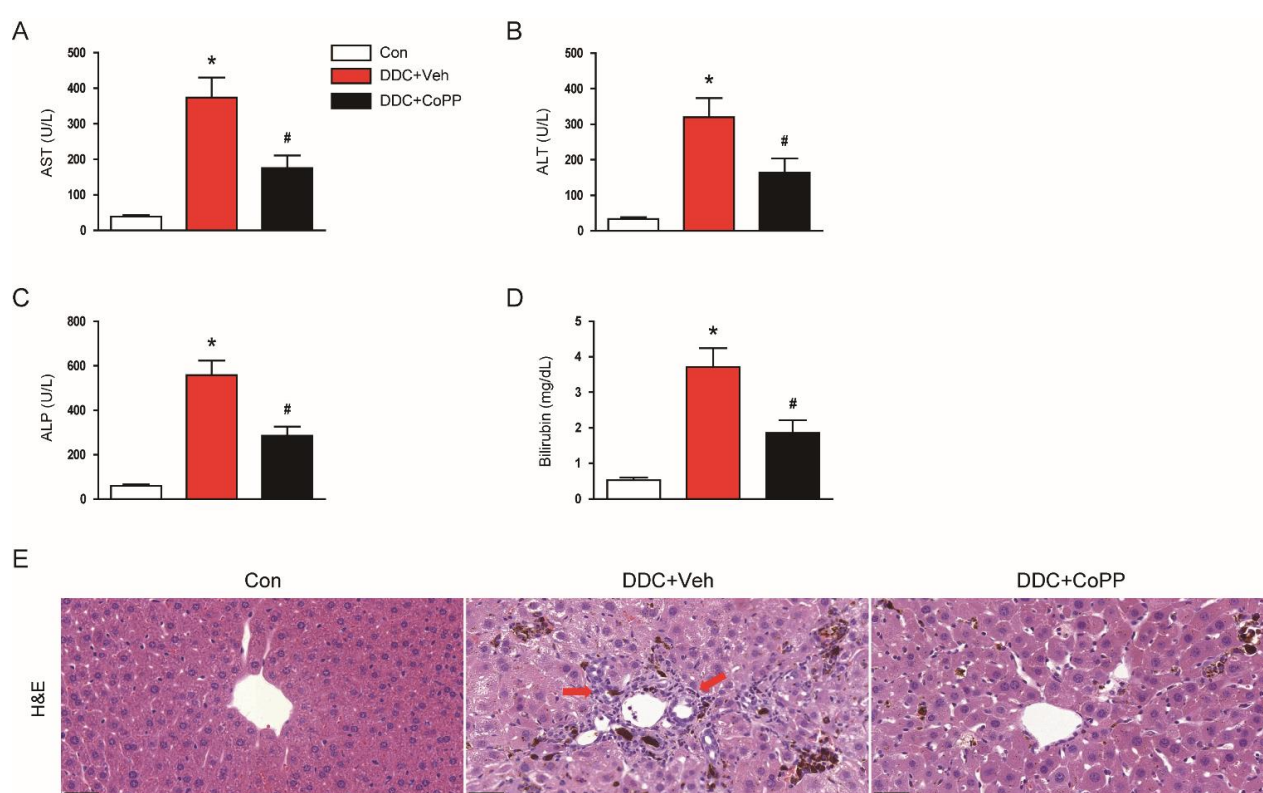 A
AST (U/L)
500
400
300
200
100
0
*
#
Con
DDC+Veh
DDC+CoPP
B
ALT (U/L)
500
400
300
200
100
0
*
#
C
ALP (U/L)
800
600
400
200
0
*
#
D
Bilirubin (mg/dL)
5
4
3
2
1
0
*
#
E
Con
DDC+Veh
DDC+CoPP
H&E